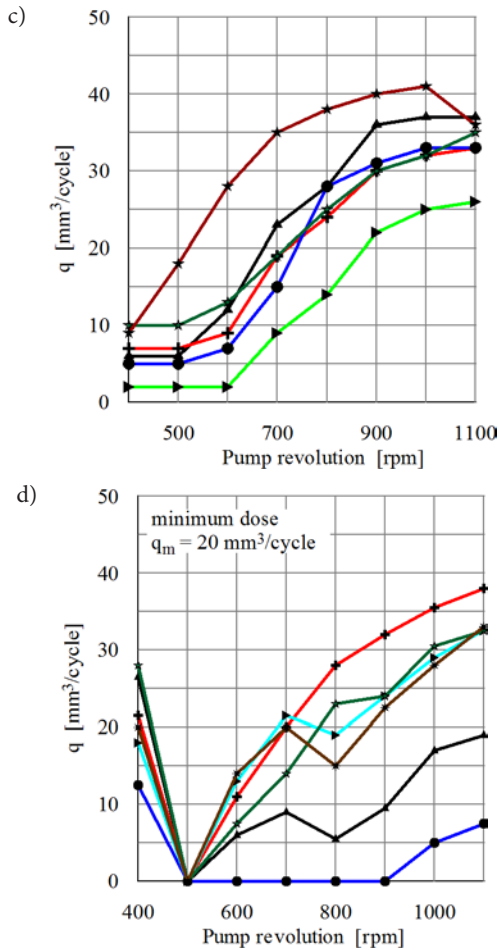 c)
50
40
30
20
10
0
q [mm³/cycle]
500 700 900 1100
Pump revolution [rpm]
d)
50
40
30
20
10
0
q [mm³/cycle]
minimum dose
qₘ = 20 mm³/cycle
400 600 800 1000
Pump revolution [rpm]